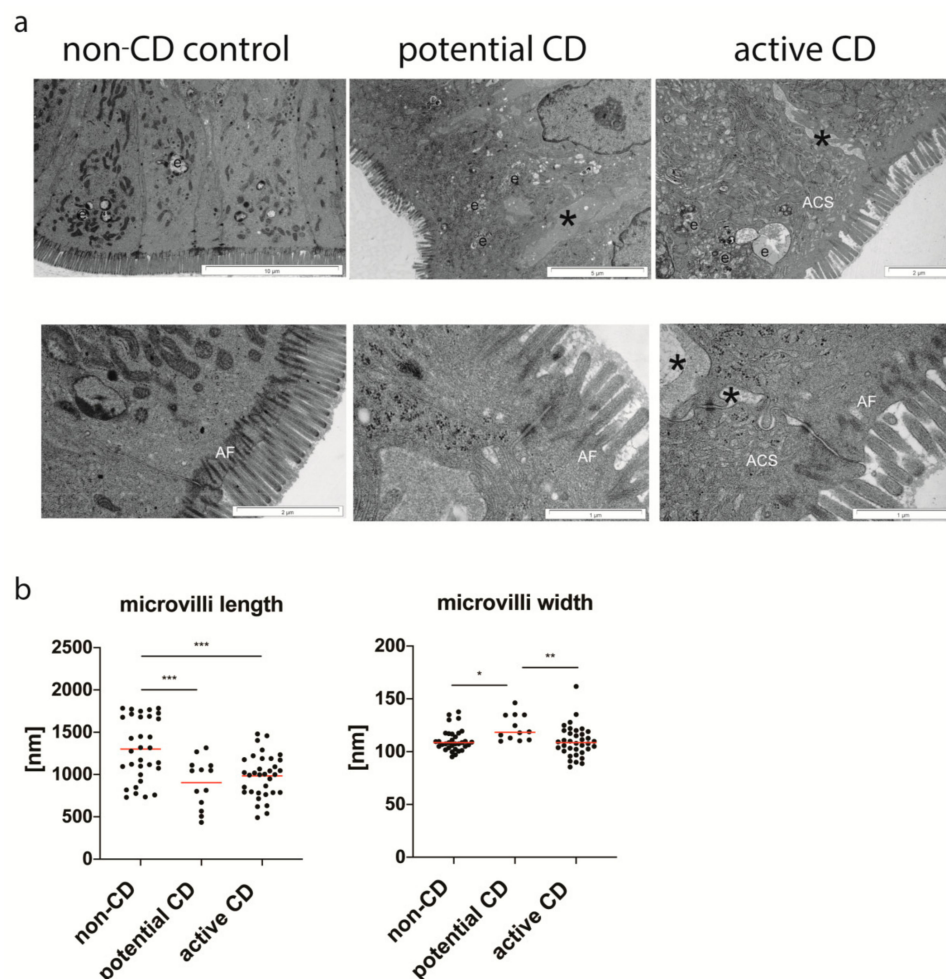 a
non-CD control
potential CD
active CD
e
e
10 µm
e
e
e
*
5 µm
*
ACS
e
e
e
2 µm
AF
2 µm
AF
1 µm
*
*
AF
ACS
1 µm
b
microvilli length
2500
2000
1500
1000
500
0
[nm]
***
***
non-CD
potential CD
active CD
microvilli width
200
150
100
50
0
[nm]
*
**
non-CD
potential CD
active CD